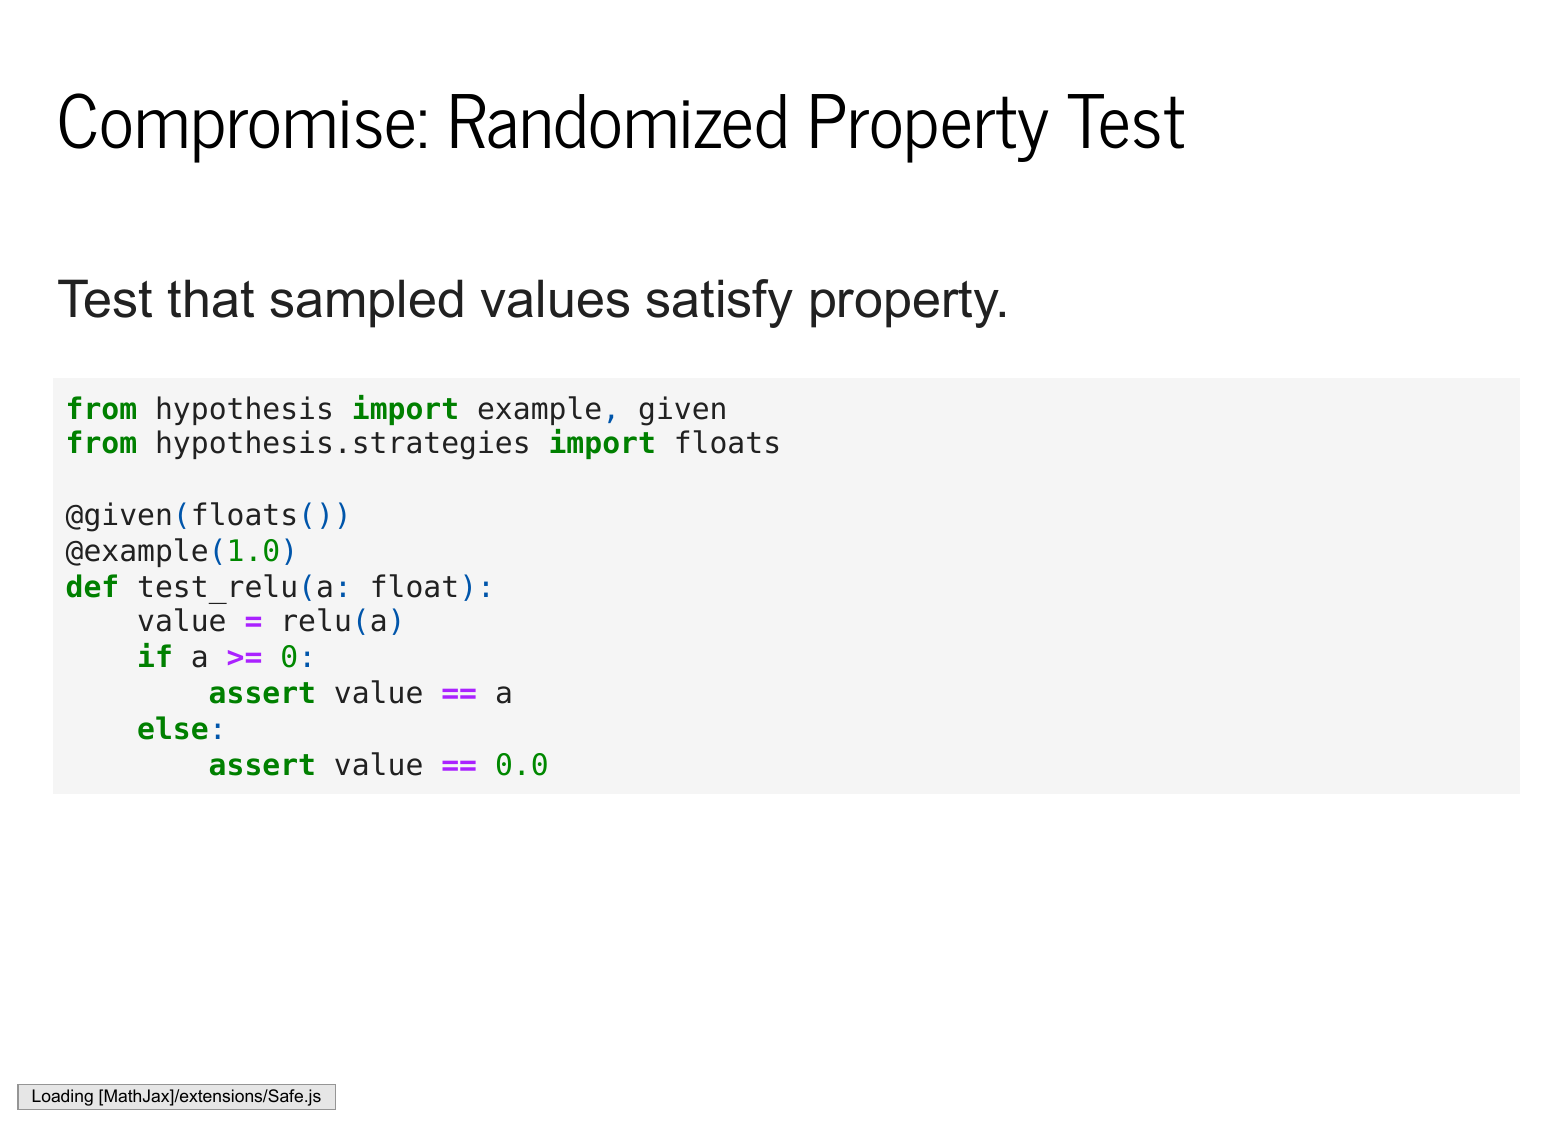 Compromise: Randomized Property Test
Test that sampled values satisfy property.
from hypothesis import example, given
from hypothesis.strategies import floats

@given(floats())
@example(1.0)
def test_relu(a: float):
    value = relu(a)
    if a >= 0:
        assert value == a
    else:
        assert value == 0.0
Loading [MathJax]/extensions/Safe.js